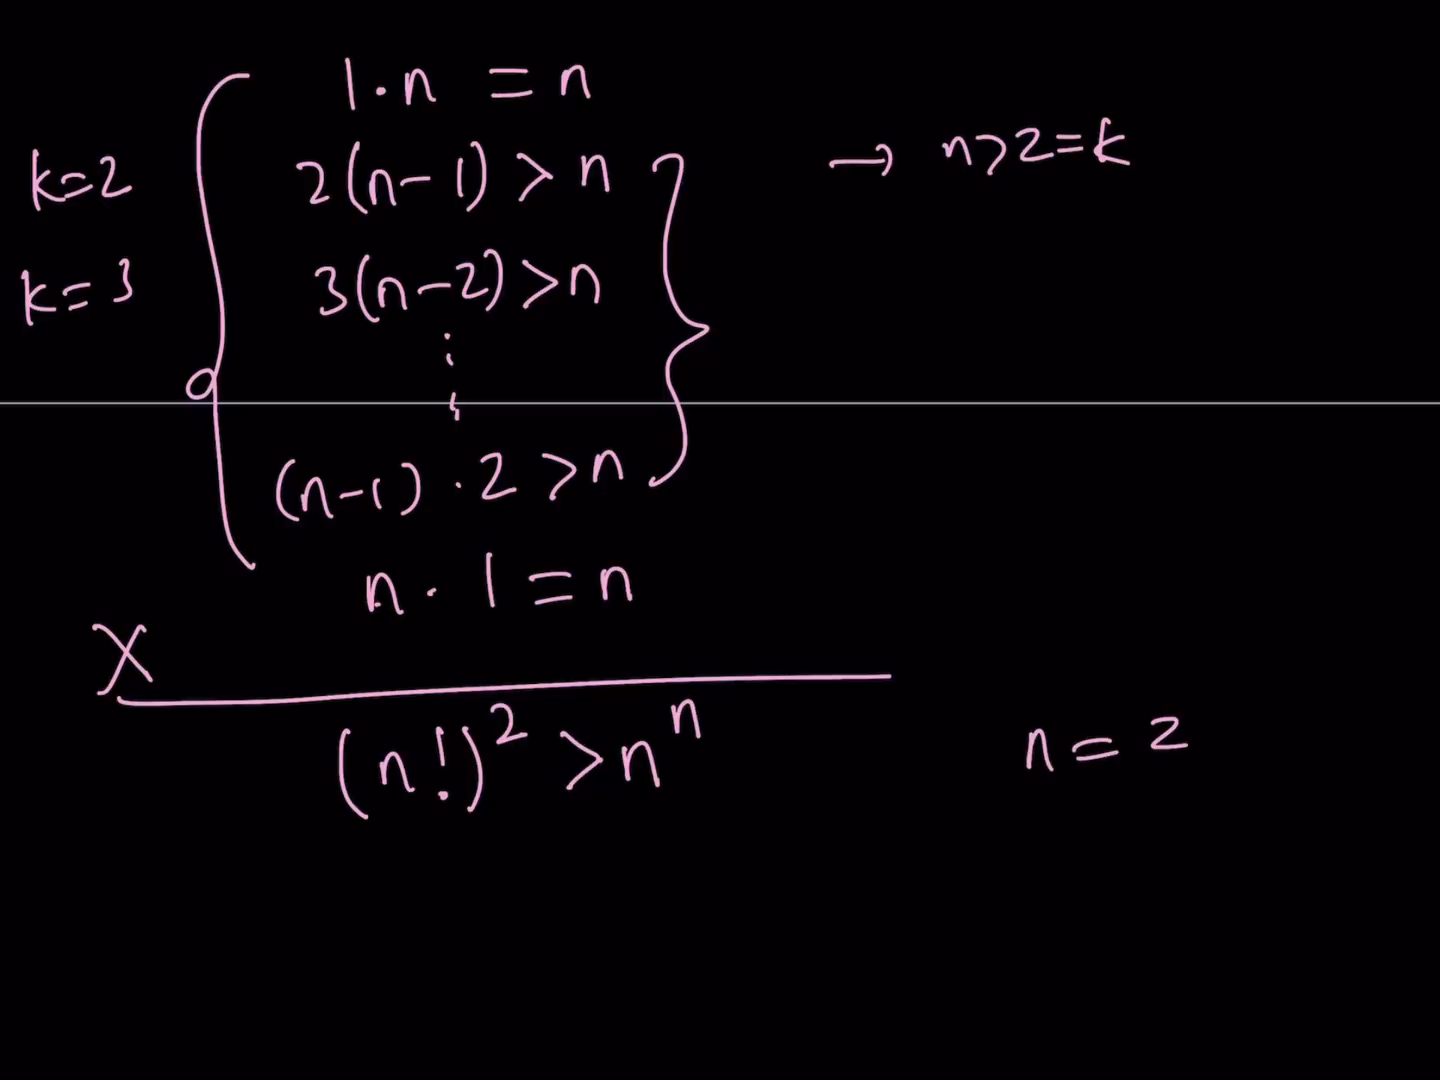 1·n = n
k=2 2(n-1) > n → n>2=k
k=3 3(n-2) > n
⋮
(n-1)·2 > n
n·1 = n
X
(n!)² > nⁿ n = 2